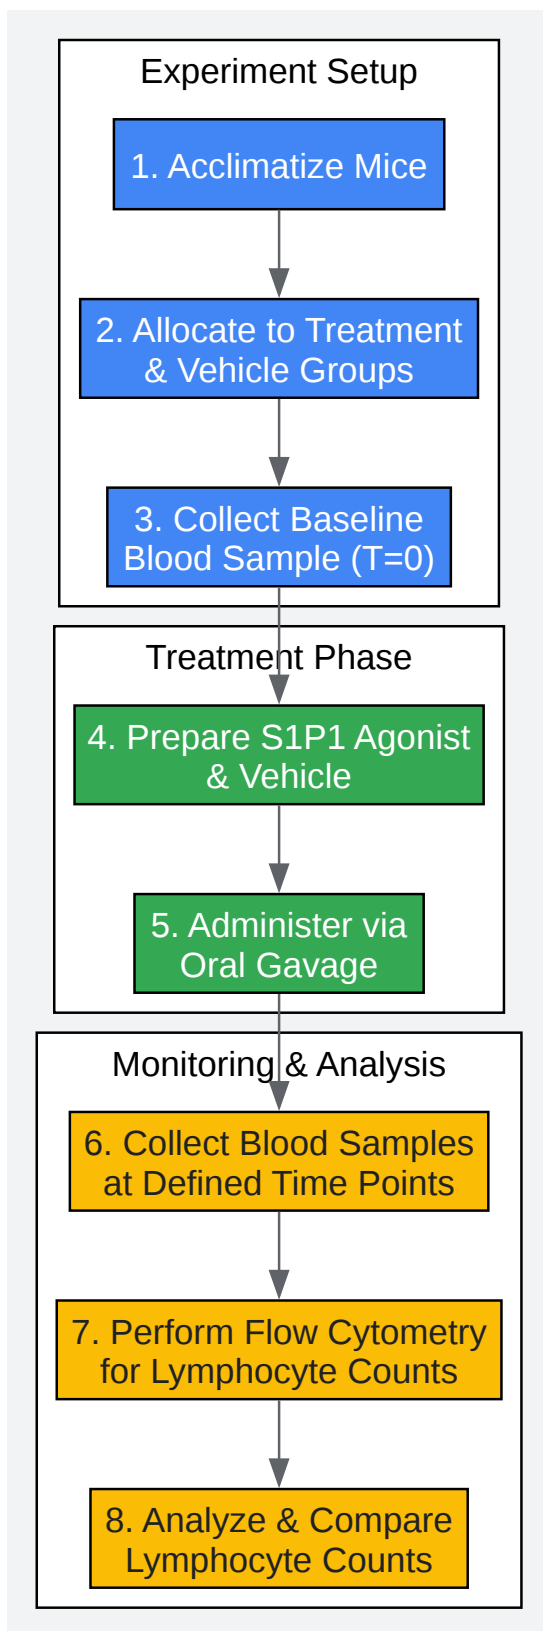 Experiment Setup
1. Acclimatize Mice
2. Allocate to Treatment
& Vehicle Groups
3. Collect Baseline
Blood Sample (T=0)
Treatment Phase
4. Prepare S1P1 Agonist
& Vehicle
5. Administer via
Oral Gavage
Monitoring & Analysis
6. Collect Blood Samples
at Defined Time Points
7. Perform Flow Cytometry
for Lymphocyte Counts
8. Analyze & Compare
Lymphocyte Counts